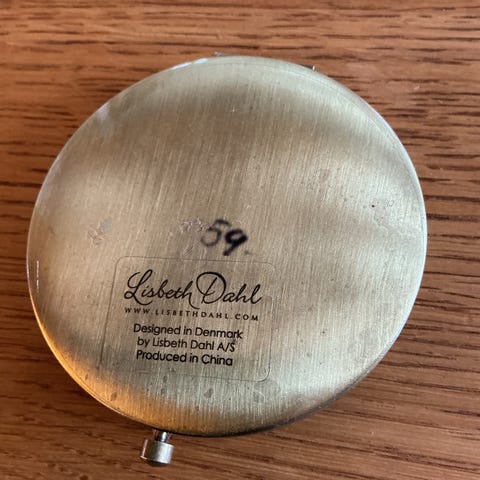 59.
Lisbeth Dahl
WWW.LISBETHDAHL.COM
Designed in Denmark
by Lisbeth Dahl A/S
Produced in China